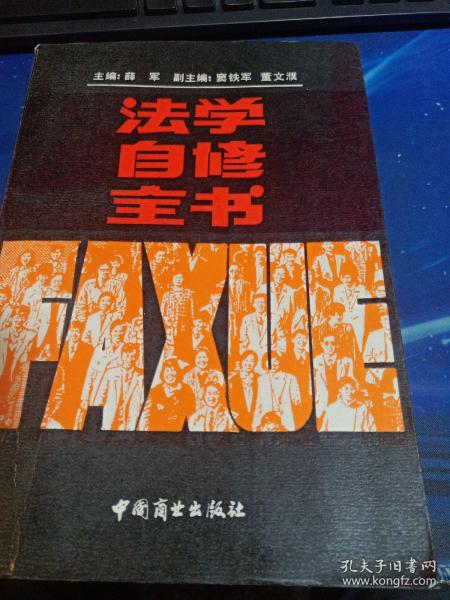 主编: 薛 军 副主编: 窦铁军 董文濮
法学
自修
全书
FAXUE
中国商业出版社
孔夫子旧书网
www.kongfz.com